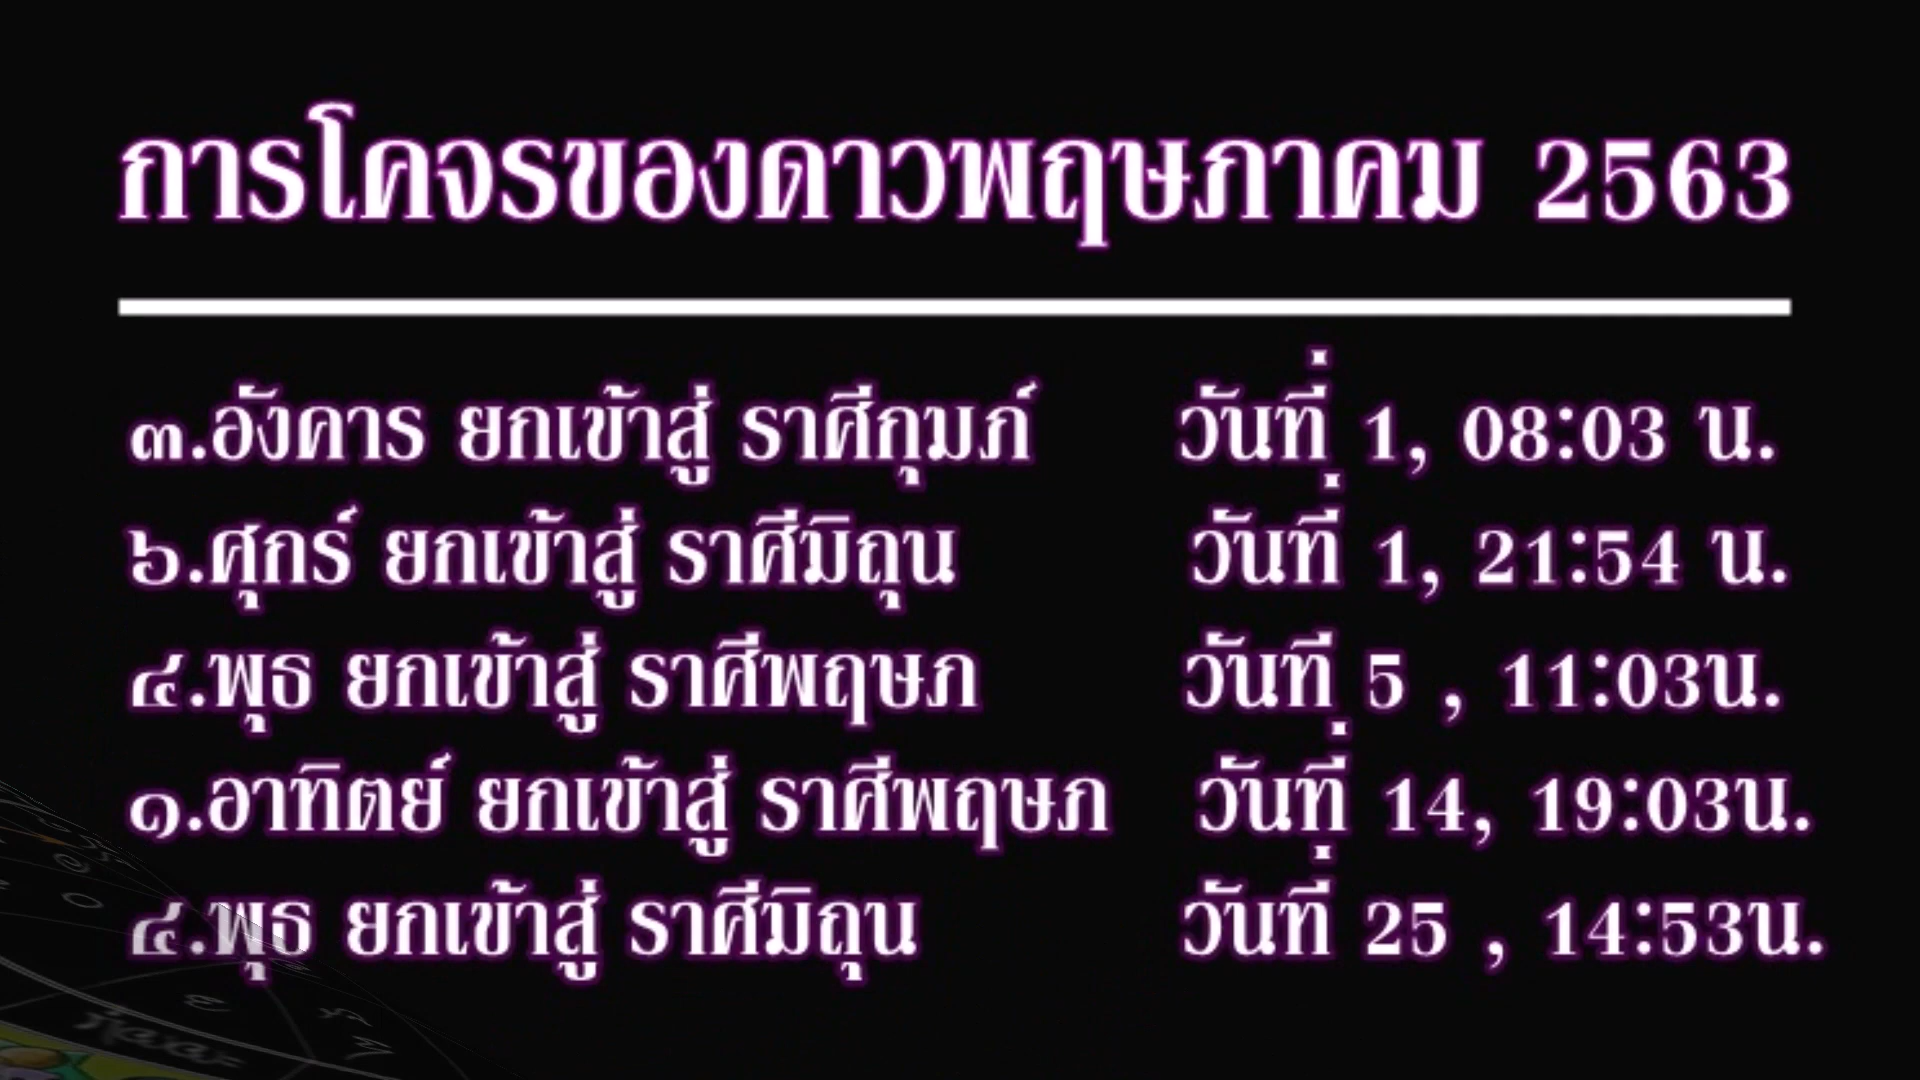 การโคจรของดาวพฤษภาคม 2563
๓.อังคาร ยกเข้าสู่ ราศีกุมภ์ วันที่ 1, 08:03 น.
๖.ศุกร์ ยกเข้าสู่ ราศีมิถุน วันที่ 1, 21:54 น.
๔.พุธ ยกเข้าสู่ ราศีพฤษภ วันที่ 5 , 11:03น.
๑.อาทิตย์ ยกเข้าสู่ ราศีพฤษภ วันที่ 14, 19:03น.
๔.พุธ ยกเข้าสู่ ราศีมิถุน วันที่ 25 , 14:53น.